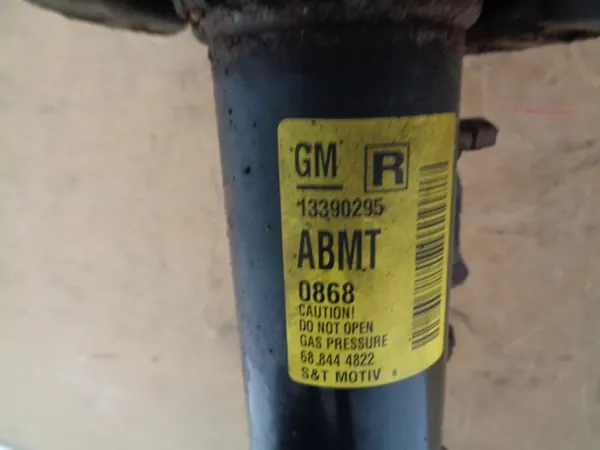 GM R
13390295
ABMT
0868
CAUTION!
DO NOT OPEN
GAS PRESSURE
68 844 4822
S&T MOTIV